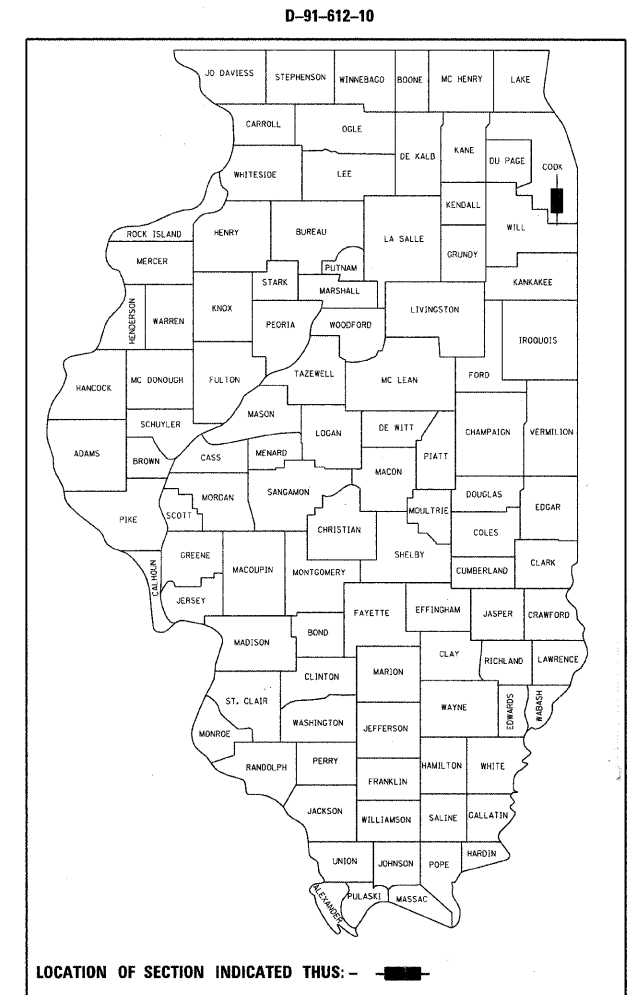 D-91-612-10
JO DAVIESS
STEPHENSON
WINNEBAGO
BOONE
MC HENRY
LAKE
CARROLL
OGLE
DE KALB
KANE
DU PAGE
COOK
WHITESIDE
LEE
KENDALL
WILL
ROCK ISLAND
HENRY
BUREAU
LA SALLE
GRUNDY
MERCER
PUTNAM
STARK
MARSHALL
KANKAKEE
HENDERSON
WARREN
KNOX
PEORIA
WOODFORD
LIVINGSTON
IROQUOIS
HANCOCK
MC DONOUGH
FULTON
TAZEWELL
MC LEAN
FORD
SCHUYLER
MASON
LOGAN
DE WITT
CHAMPAIGN
VERMILION
ADAMS
BROWN
CASS
MENARD
MACON
PIATT
PIKE
SCOTT
MORGAN
SANGAMON
CHRISTIAN
MOULTRIE
DOUGLAS
EDGAR
COLES
CALHOUN
GREENE
MACOUPIN
MONTGOMERY
SHELBY
CUMBERLAND
CLARK
JERSEY
FAYETTE
EFFINGHAM
JASPER
CRAWFORD
MADISON
BOND
CLAY
RICHLAND
LAWRENCE
CLINTON
MARION
ST. CLAIR
WASHINGTON
JEFFERSON
WAYNE
EDWARDS
WABASH
MONROE
RANDOLPH
PERRY
FRANKLIN
HAMILTON
WHITE
JACKSON
WILLIAMSON
SALINE
GALLATIN
UNION
JOHNSON
POPE
HARDIN
ALEXANDER
PULASKI
MASSAC
LOCATION OF SECTION INDICATED THUS: -